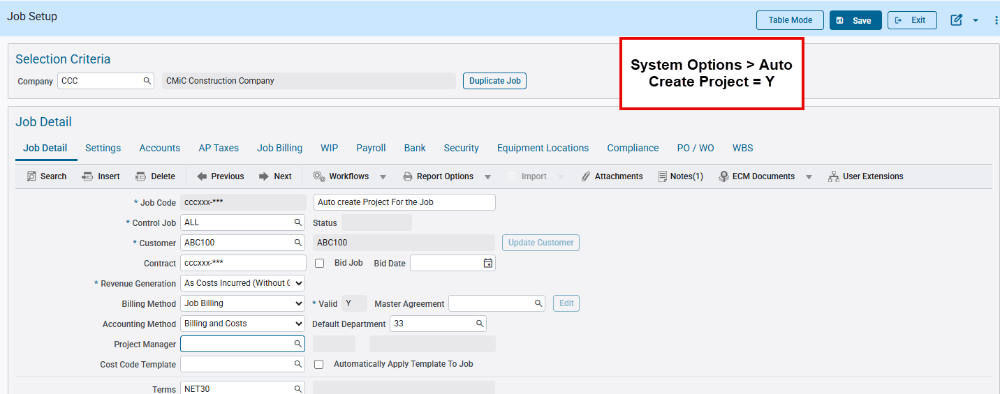 Job Setup
Table Mode
Save
Exit
System Options > Auto
Create Project = Y
Selection Criteria
Company CCC CMiC Construction Company Duplicate Job
Job Detail
Job Detail Settings Accounts AP Taxes Job Billing WIP Payroll Bank Security Equipment Locations Compliance PO / WO WBS
Search Insert Delete Previous Next Workflows Report Options Import Attachments Notes(1) ECM Documents User Extensions
* Job Code cccxxx-*** Auto create Project For the Job
* Control Job ALL Status
* Customer ABC100 ABC100 Update Customer
Contract cccxxx-*** Bid Job Bid Date
* Revenue Generation As Costs Incurred (Without
Billing Method Job Billing * Valid Y Master Agreement Edit
Accounting Method Billing and Costs Default Department 33
Project Manager
Cost Code Template Automatically Apply Template To Job
Terms NET30